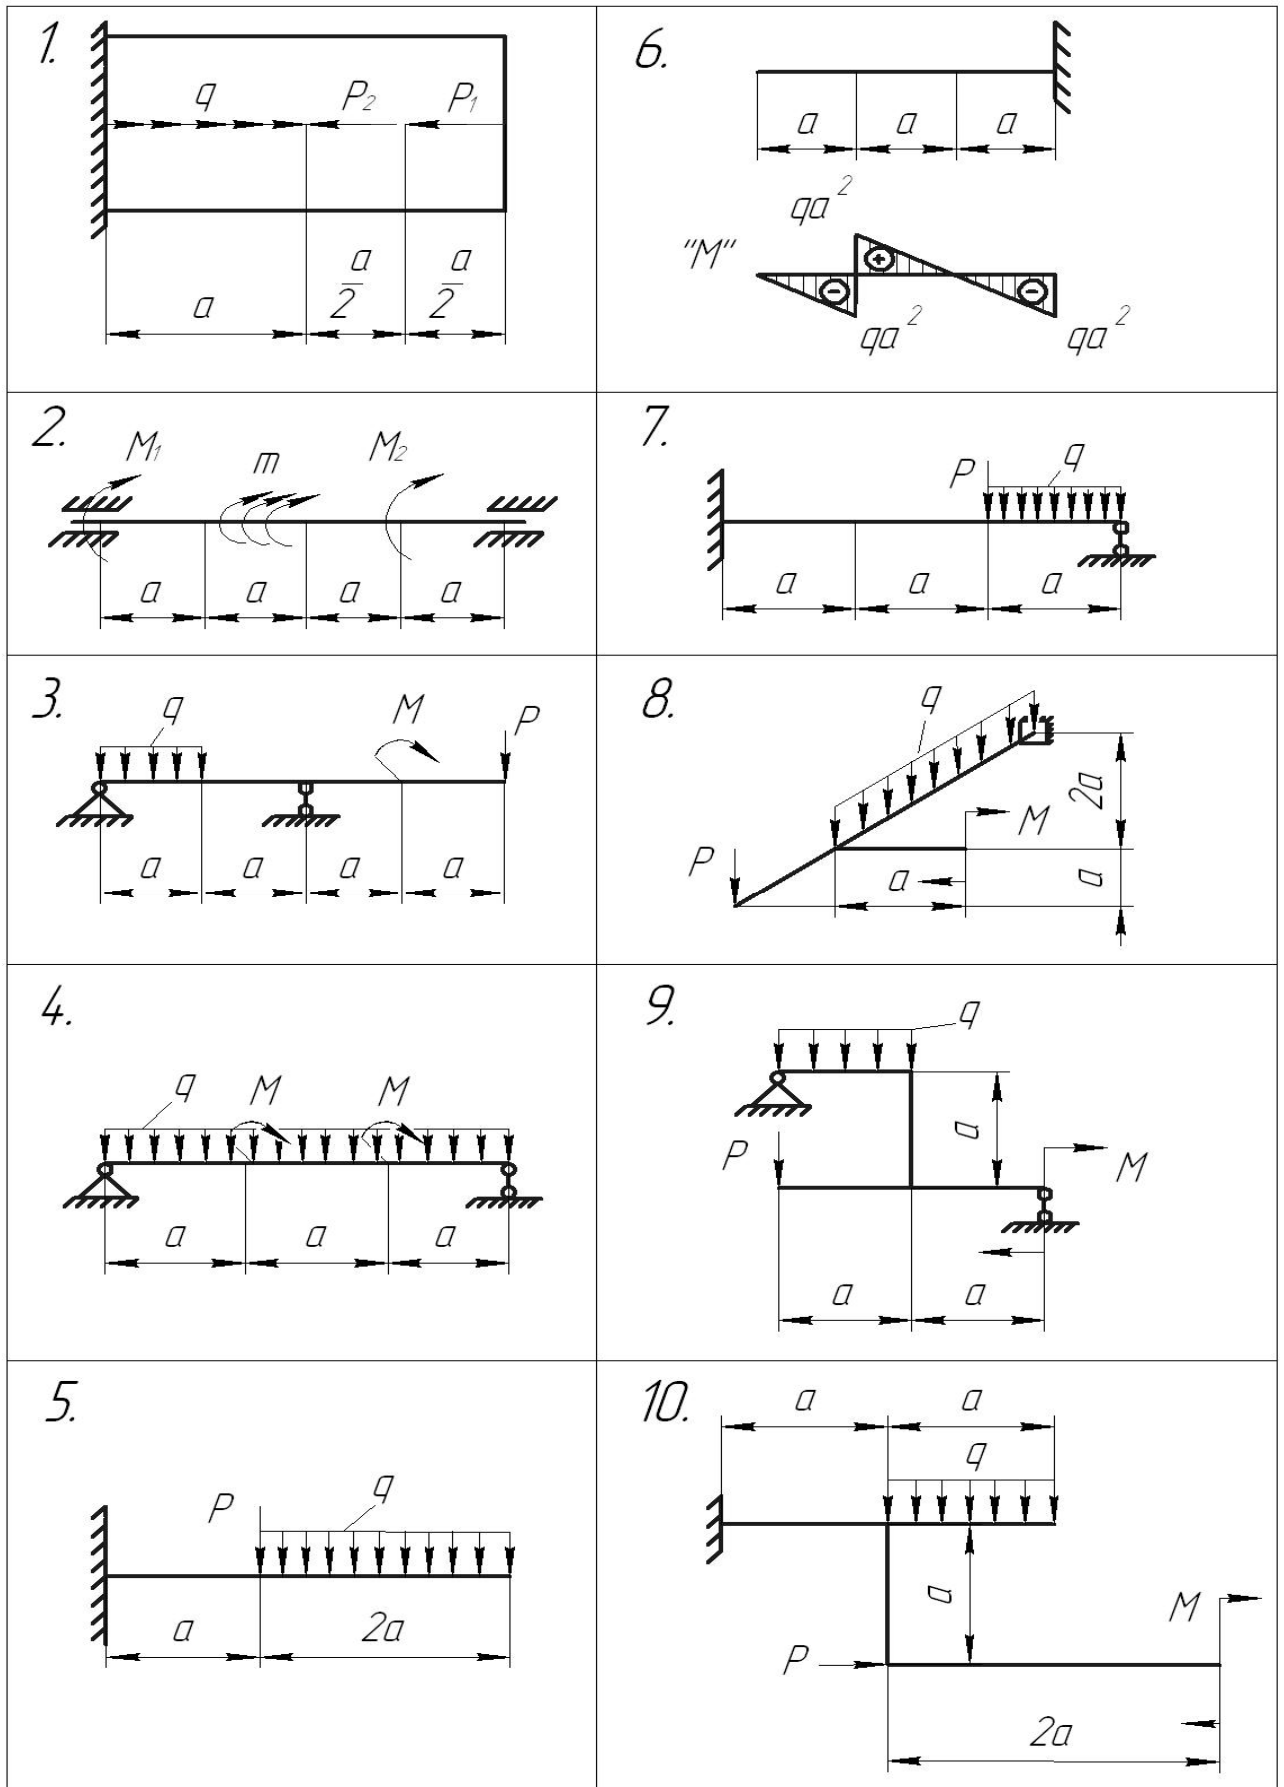 1.
q P₂ P₁
a a/2 a/2
2.
M₁ m M₂
a a a a
3.
q M P
a a a a
4.
q M M
a a a
5.
P q
a 2a
6.
a a a
qa²
"M"
+
- -
qa² qa²
7.
P q
a a a
8.
q
2a
M
P
a a
9.
q
a
P M
a a
10.
a a
q
a
M
P
2a